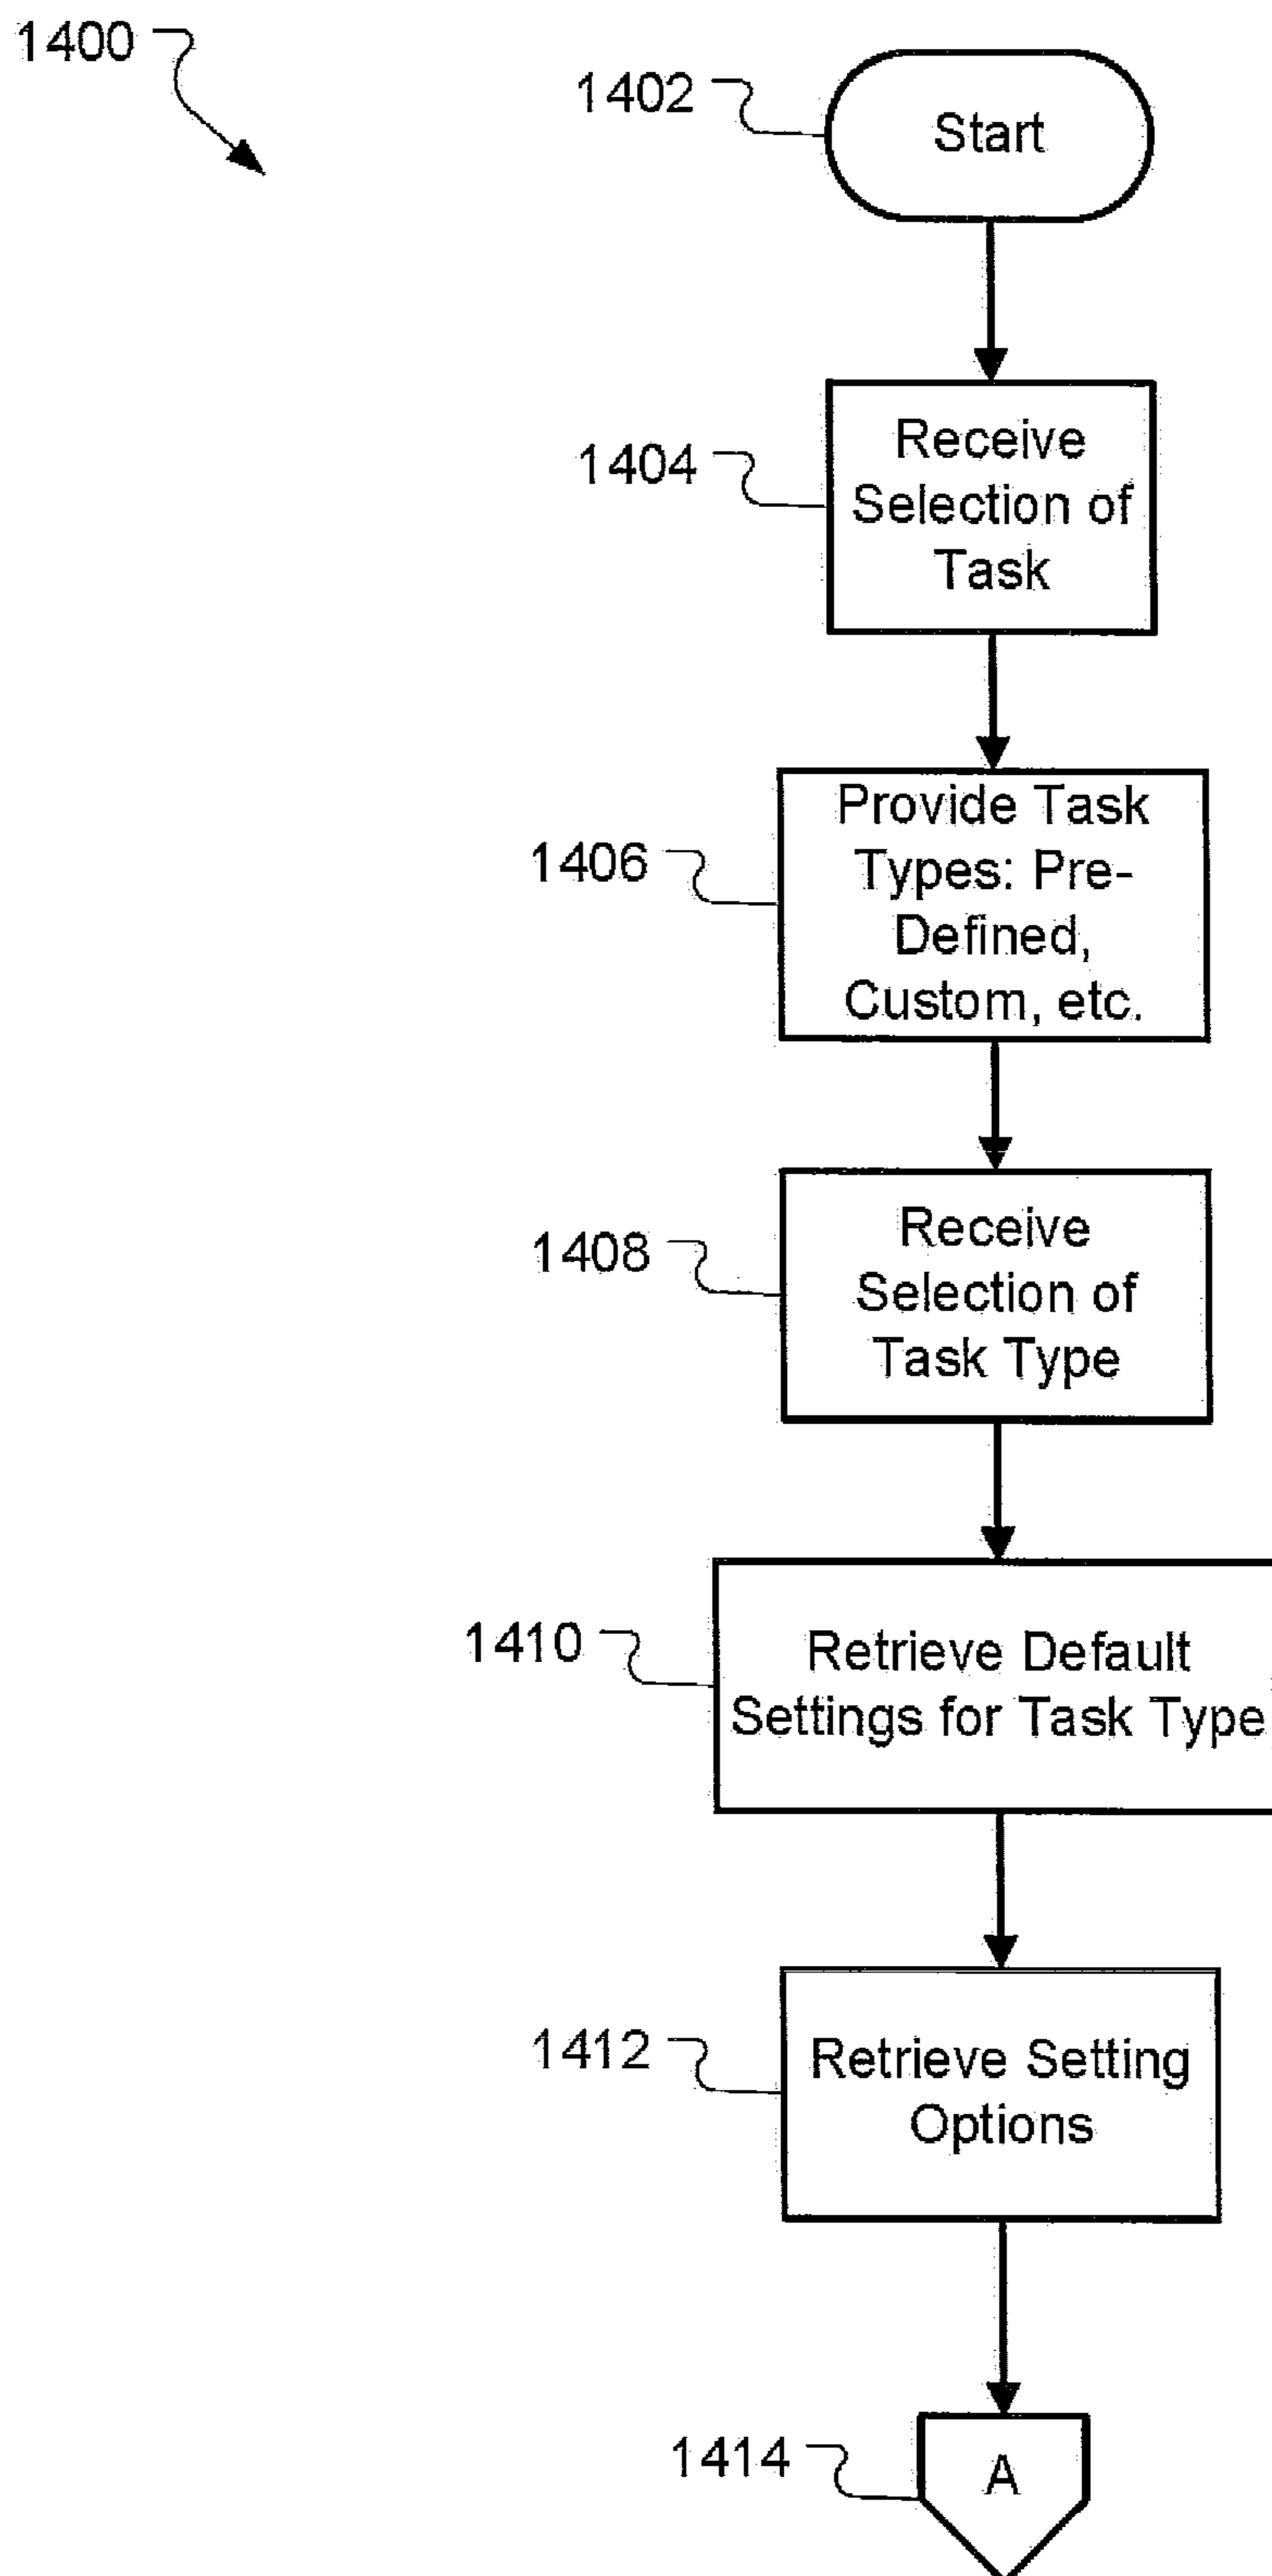 1400
1402
Start
1404
Receive
Selection of
Task
1406
Provide Task
Types: Pre-
Defined,
Custom, etc.
1408
Receive
Selection of
Task Type
1410
Retrieve Default
Settings for Task Type
1412
Retrieve Setting
Options
1414
A